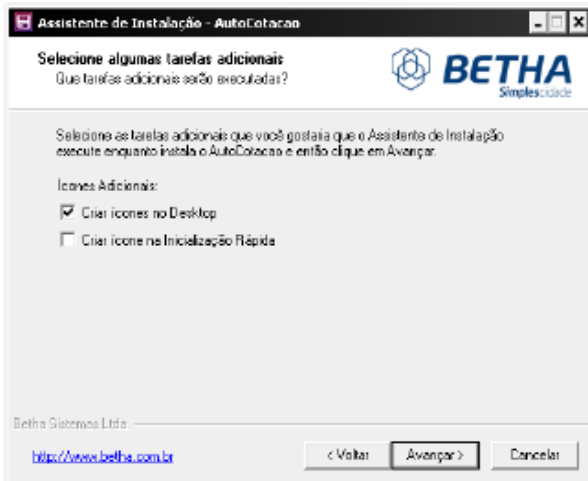 Assistente de Instalação - AutoCotacao
Selecione algumas tarefas adicionais
Que tarefas adicionais serão executadas?
BETHA
Simplescidade
Selecione as tarefas adicionais que você gostaria que o Assistente de Instalação
execute enquanto instala o AutoCotacao e então clique em Avançar.
Ícones Adicionais:
Criar ícones no Desktop
Criar ícone na Inicialização Rápida
Betha Sistemas Ltda.
http://www.betha.com.br
< Voltar
Avançar >
Cancelar